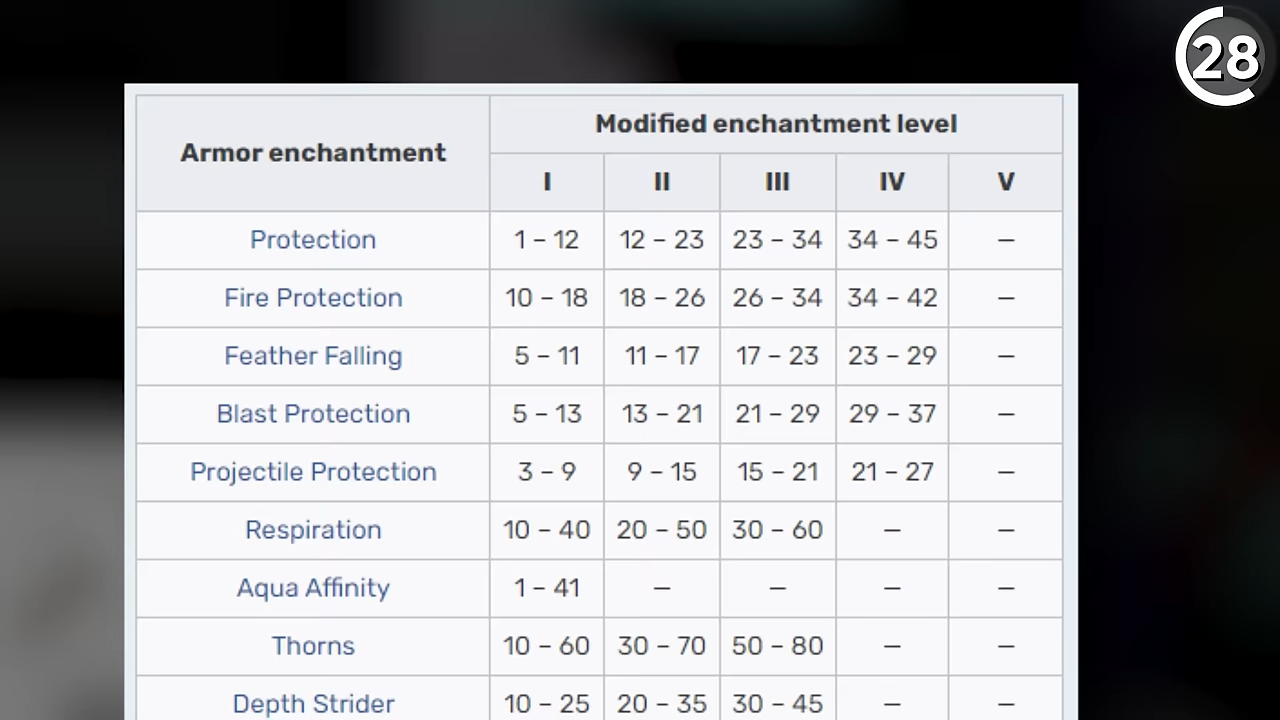 28
Armor enchantment
Modified enchantment level
I II III IV V
Protection 1 – 12 12 – 23 23 – 34 34 – 45 –
Fire Protection 10 – 18 18 – 26 26 – 34 34 – 42 –
Feather Falling 5 – 11 11 – 17 17 – 23 23 – 29 –
Blast Protection 5 – 13 13 – 21 21 – 29 29 – 37 –
Projectile Protection 3 – 9 9 – 15 15 – 21 21 – 27 –
Respiration 10 – 40 20 – 50 30 – 60 – –
Aqua Affinity 1 – 41 – – – –
Thorns 10 – 60 30 – 70 50 – 80 – –
Depth Strider 10 – 25 20 – 35 30 – 45 – –